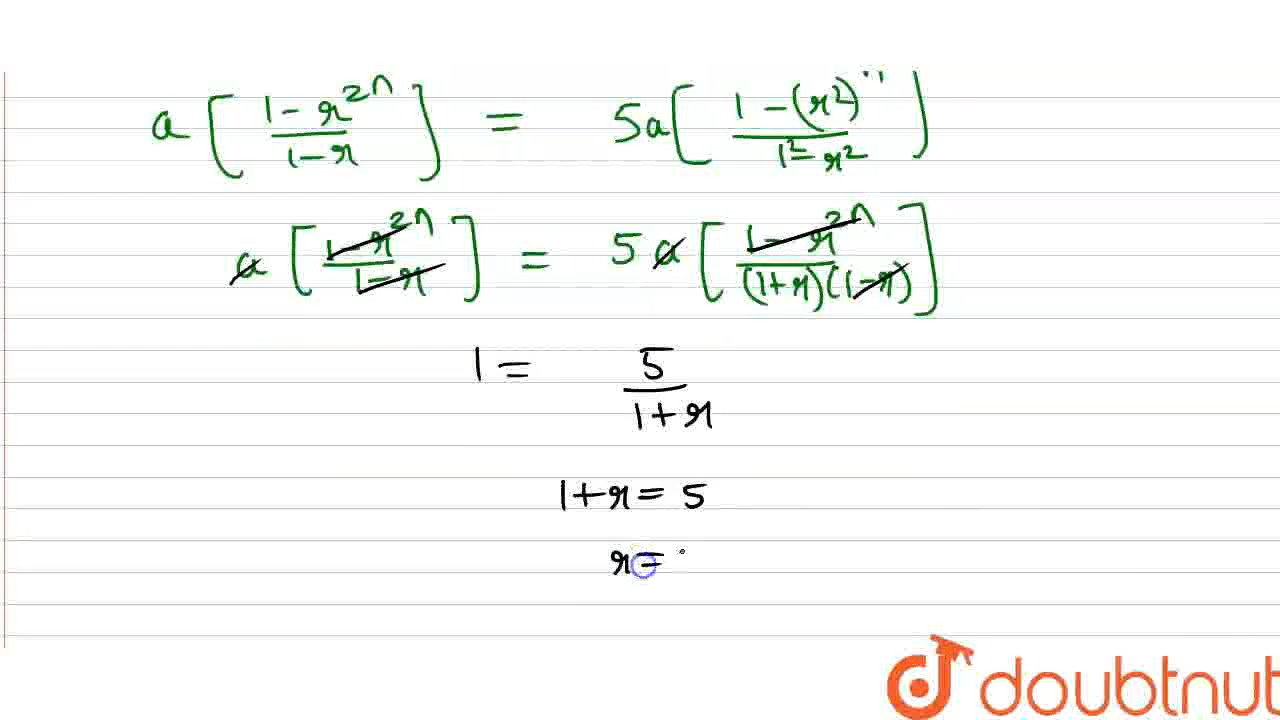 a [ 1 - r^2n / 1 - r ] = 5a [ 1 - (r^2)^n / 1^2 - r^2 ]
a [ 1 - r^2n / 1 - r ] = 5 a [ 1 - r^2n / (1+r)(1-r) ]
1 = 5 / 1+r
1+r = 5
r =
doubtnut